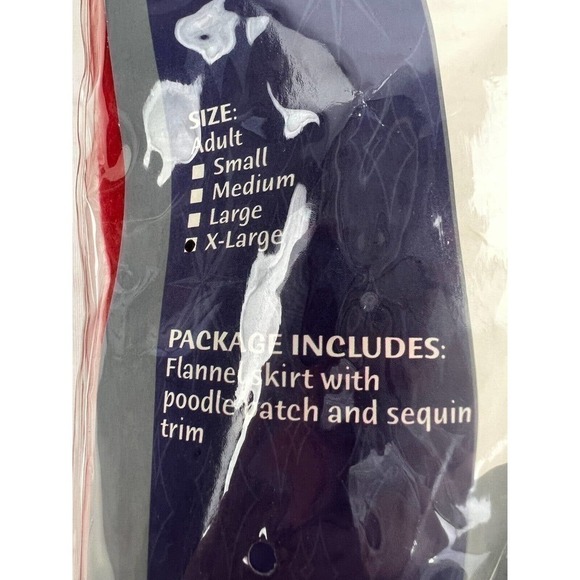 SIZE:
Adult
Small
Medium
Large
X-Large
PACKAGE INCLUDES:
Flannel skirt with
poodle patch and sequin
trim